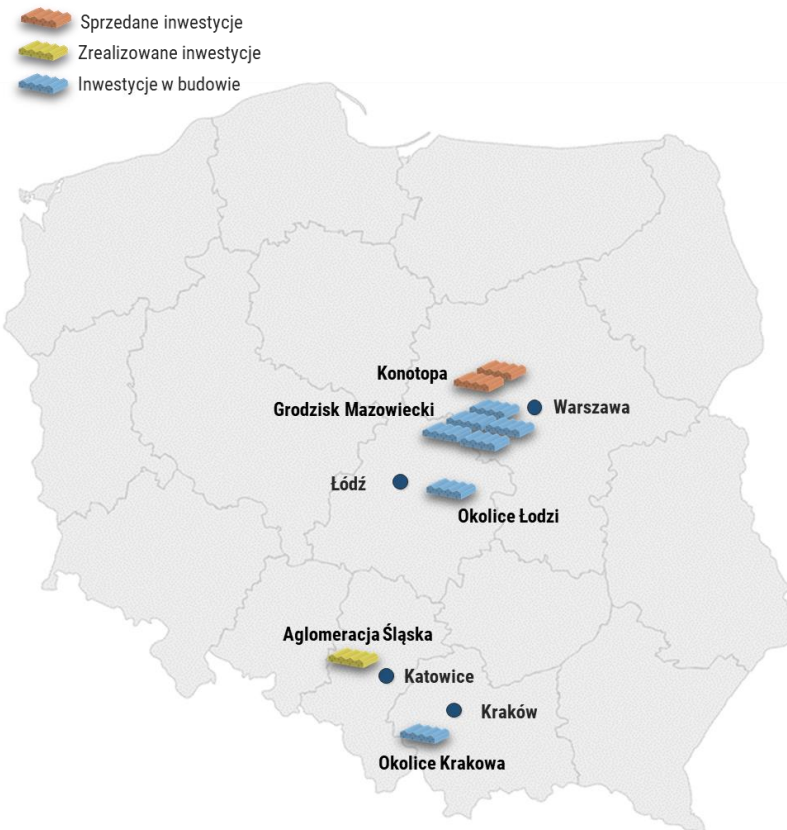 Sprzedane inwestycje
Zrealizowane inwestycje
Inwestycje w budowie
Konotopa
Grodzisk Mazowiecki
Warszawa
Łódź
Okolice Łodzi
Aglomeracja Śląska
Katowice
Kraków
Okolice Krakowa